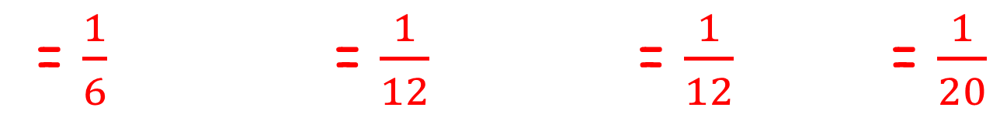 = 1/6 = 1/12 = 1/12 = 1/20